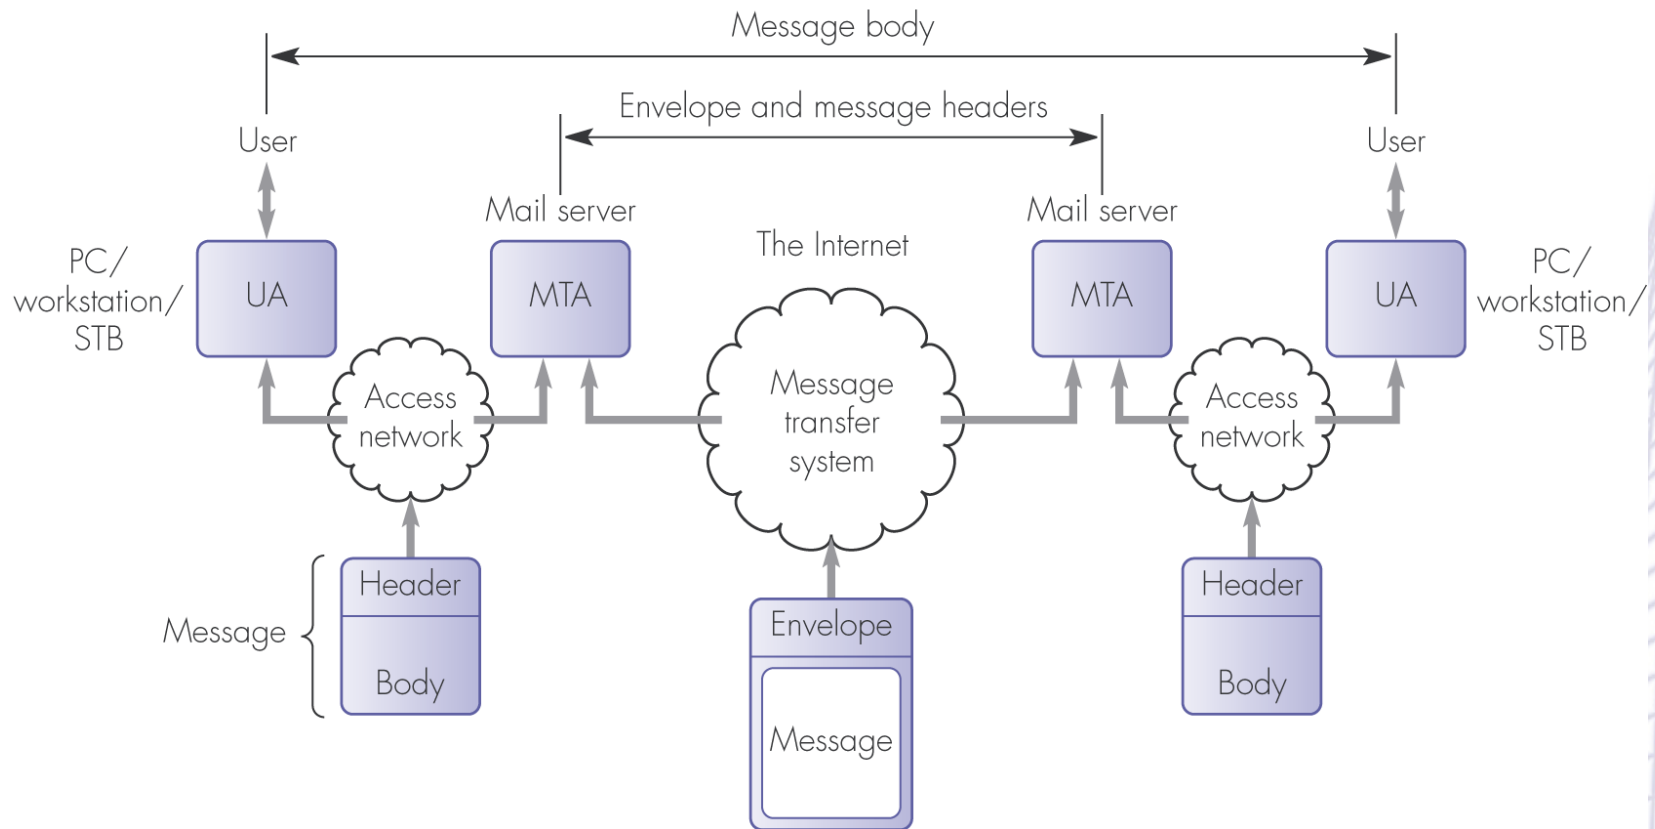 Message body
Envelope and message headers
User
User
Mail server
Mail server
The Internet
PC/
workstation/
STB
UA
MTA
MTA
UA
PC/
workstation/
STB
Access
network
Message
transfer
system
Access
network
Message
Header
Body
Envelope
Message
Header
Body